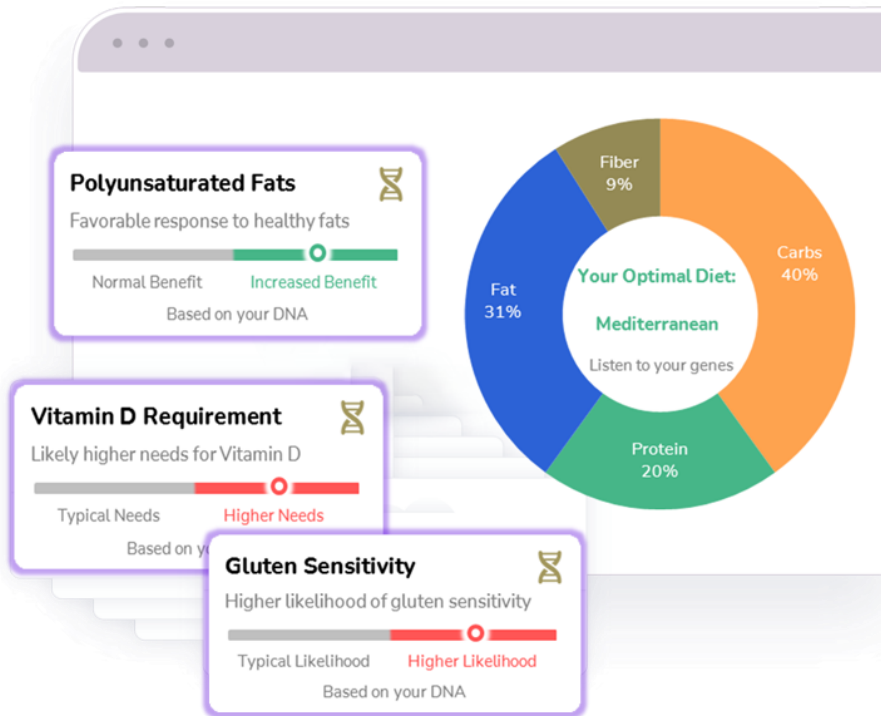 Polyunsaturated Fats
Favorable response to healthy fats
Normal Benefit Increased Benefit
Based on your DNA
Vitamin D Requirement
Likely higher needs for Vitamin D
Typical Needs Higher Needs
Based on
Gluten Sensitivity
Higher likelihood of gluten sensitivity
Typical Likelihood Higher Likelihood
Based on your DNA
Fiber
9%
Carbs
40%
Fat
31%
Protein
20%
Your Optimal Diet:
Mediterranean
Listen to your genes